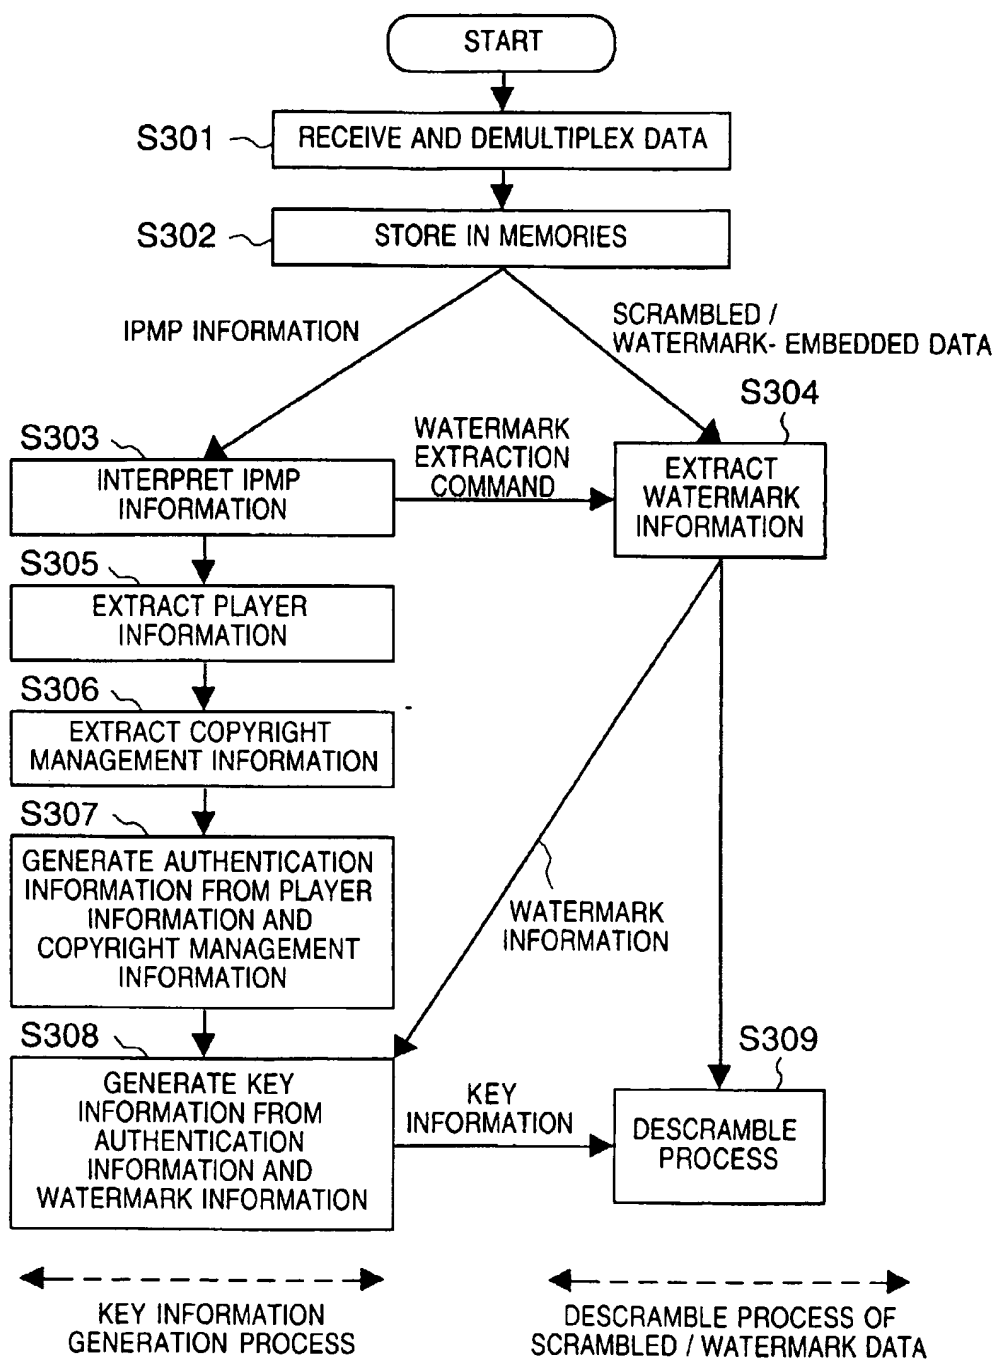 START
S301
RECEIVE AND DEMULTIPLEX DATA
S302
STORE IN MEMORIES
IPMP INFORMATION
SCRAMBLED /
WATERMARK- EMBEDDED DATA
S303
INTERPRET IPMP
INFORMATION
WATERMARK
EXTRACTION
COMMAND
S304
EXTRACT
WATERMARK
INFORMATION
S305
EXTRACT PLAYER
INFORMATION
S306
EXTRACT COPYRIGHT
MANAGEMENT INFORMATION
S307
GENERATE AUTHENTICATION
INFORMATION FROM PLAYER
INFORMATION AND
COPYRIGHT MANAGEMENT
INFORMATION
WATERMARK
INFORMATION
S308
GENERATE KEY
INFORMATION FROM
AUTHENTICATION
INFORMATION AND
WATERMARK INFORMATION
KEY
INFORMATION
S309
DESCRAMBLE
PROCESS
KEY INFORMATION
GENERATION PROCESS
DESCRAMBLE PROCESS OF
SCRAMBLED / WATERMARK DATA